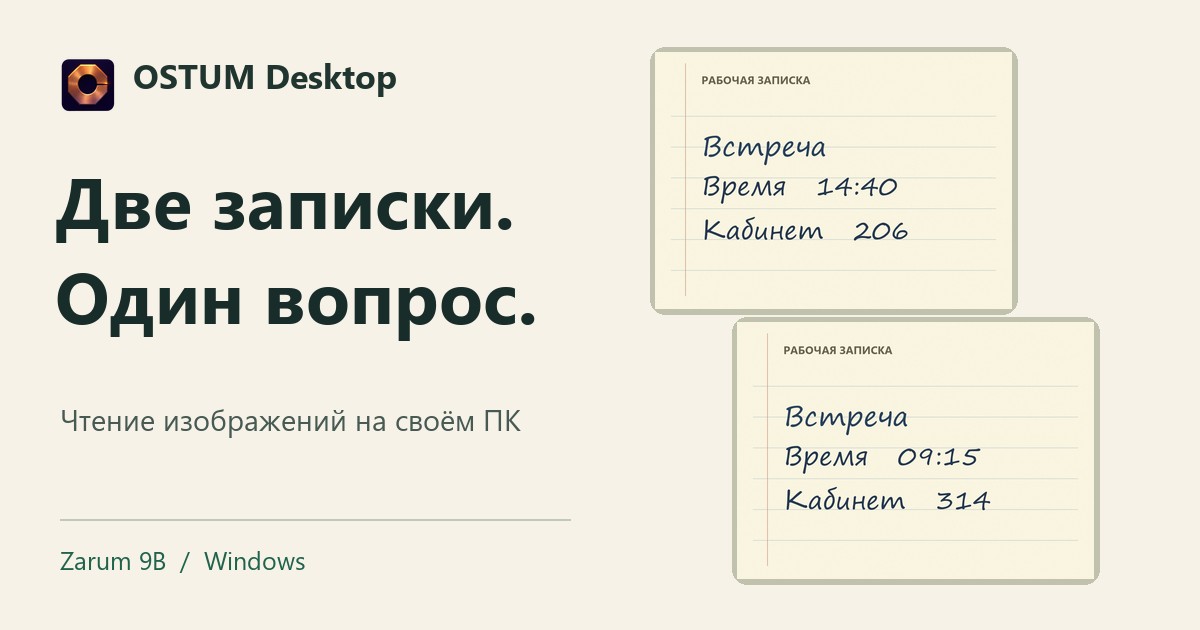 OSTUM Desktop
Две записки.
Один вопрос.
Чтение изображений на своём ПК
Zarum 9B / Windows
РАБОЧАЯ ЗАПИСКА
Встреча
Время 14:40
Кабинет 206
РАБОЧАЯ ЗАПИСКА
Встреча
Время 09:15
Кабинет 314